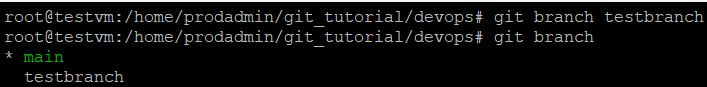 root@testvm:/home/prodadmin/git_tutorial/devops# git branch testbranch
root@testvm:/home/prodadmin/git_tutorial/devops# git branch
* main
  testbranch